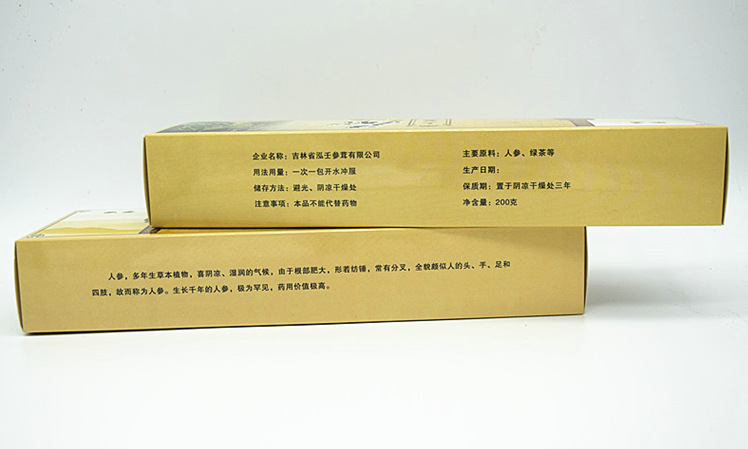 企业名称：吉林省泓壬参茸有限公司
用法用量：一次一包开水冲服
储存方法：避光、阴凉干燥处
注意事项：本品不能代替药物
主要原料：人参、绿茶等
生产日期：
保质期：置于阴凉干燥处三年
净含量：200克
人参，多年生草本植物，喜阴凉、湿润的气候，由于根部肥大，形若纺锤，常有分叉，全貌颇似人的头、手、足和
四肢，故而称为人参。生长千年的人参，极为罕见，药用价值极高。